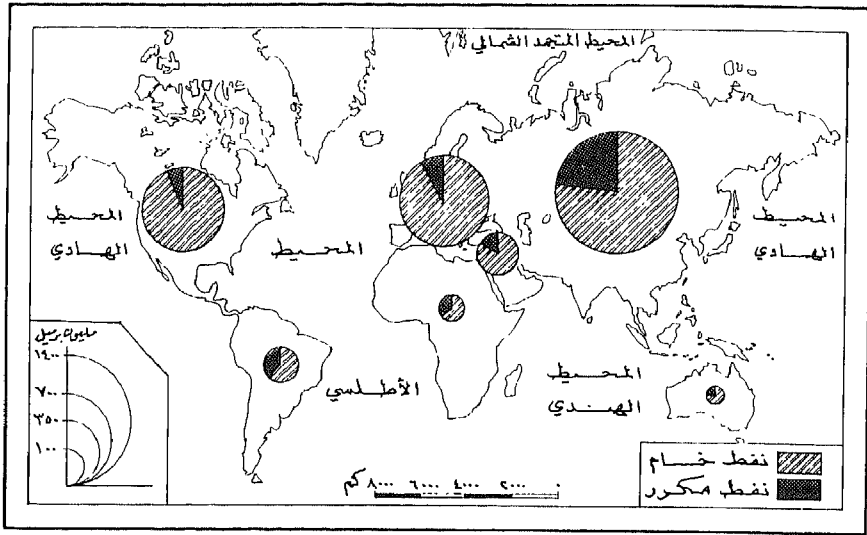 المحيط المتجمد الشمالي
المحيط
الهادي
المحيط
المحيط
الهادي
الأطلسي
المحيط
الهندي
مليون برميل
١٤٠٠
٧٠٠
٣٥٠
١٠٠
نفط خام
نفط مكرر
٨٠٠٠ كم ٦٠٠٠ ٤٠٠٠ ٢٠٠٠ ٠